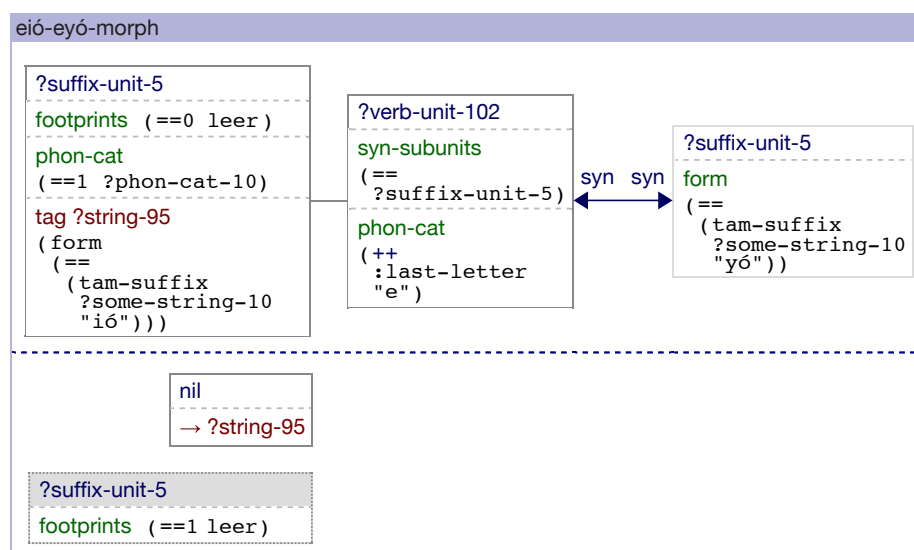 eió-eyó-morph
?suffix-unit-5
footprints (==0 leer)
phon-cat
(==1 ?phon-cat-10)
tag ?string-95
(form
(==
(tam-suffix
?some-string-10
"ió")))
?verb-unit-102
syn-subunits
(==
?suffix-unit-5)
phon-cat
(++
:last-letter
"e")
syn syn
?suffix-unit-5
form
(==
(tam-suffix
?some-string-10
"yó"))
nil
→ ?string-95
?suffix-unit-5
footprints (==1 leer)